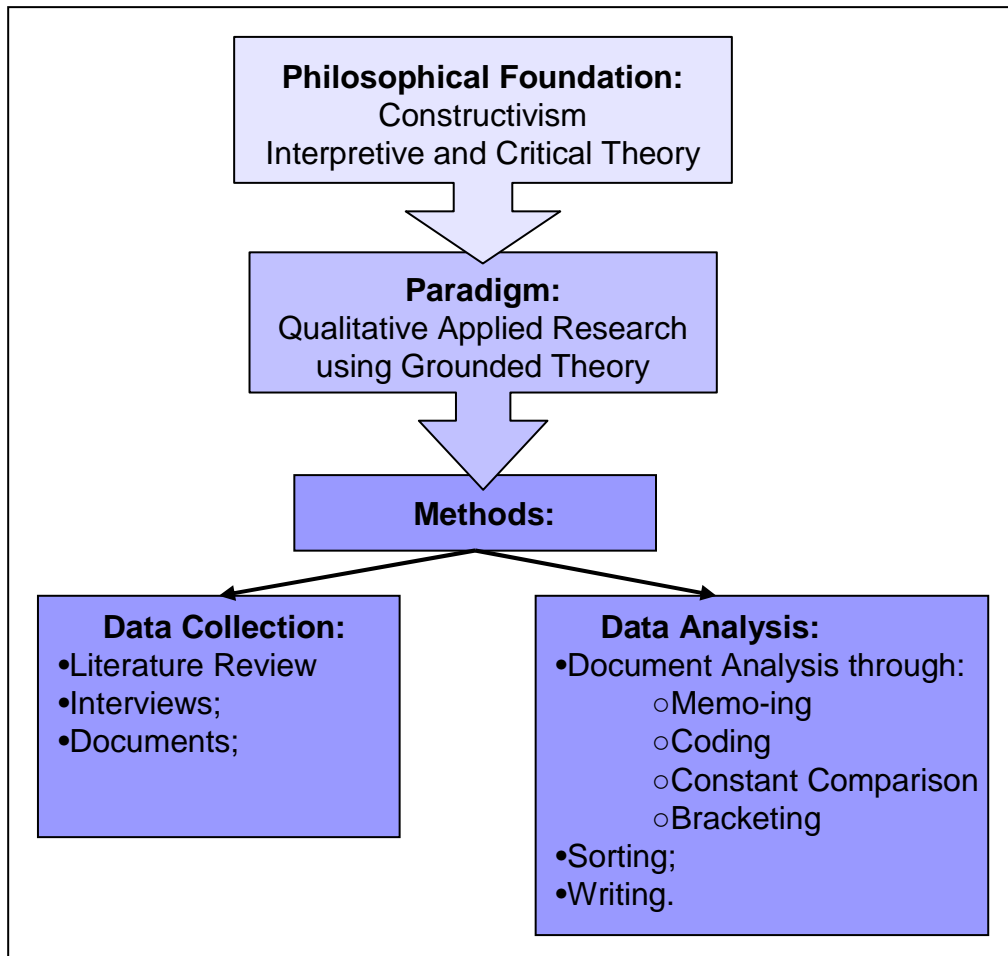 Philosophical Foundation:
Constructivism
Interpretive and Critical Theory
Paradigm:
Qualitative Applied Research
using Grounded Theory
Methods:
Data Collection:
•Literature Review
•Interviews;
•Documents;
Data Analysis:
•Document Analysis through:
○Memo-ing
○Coding
○Constant Comparison
○Bracketing
•Sorting;
•Writing.